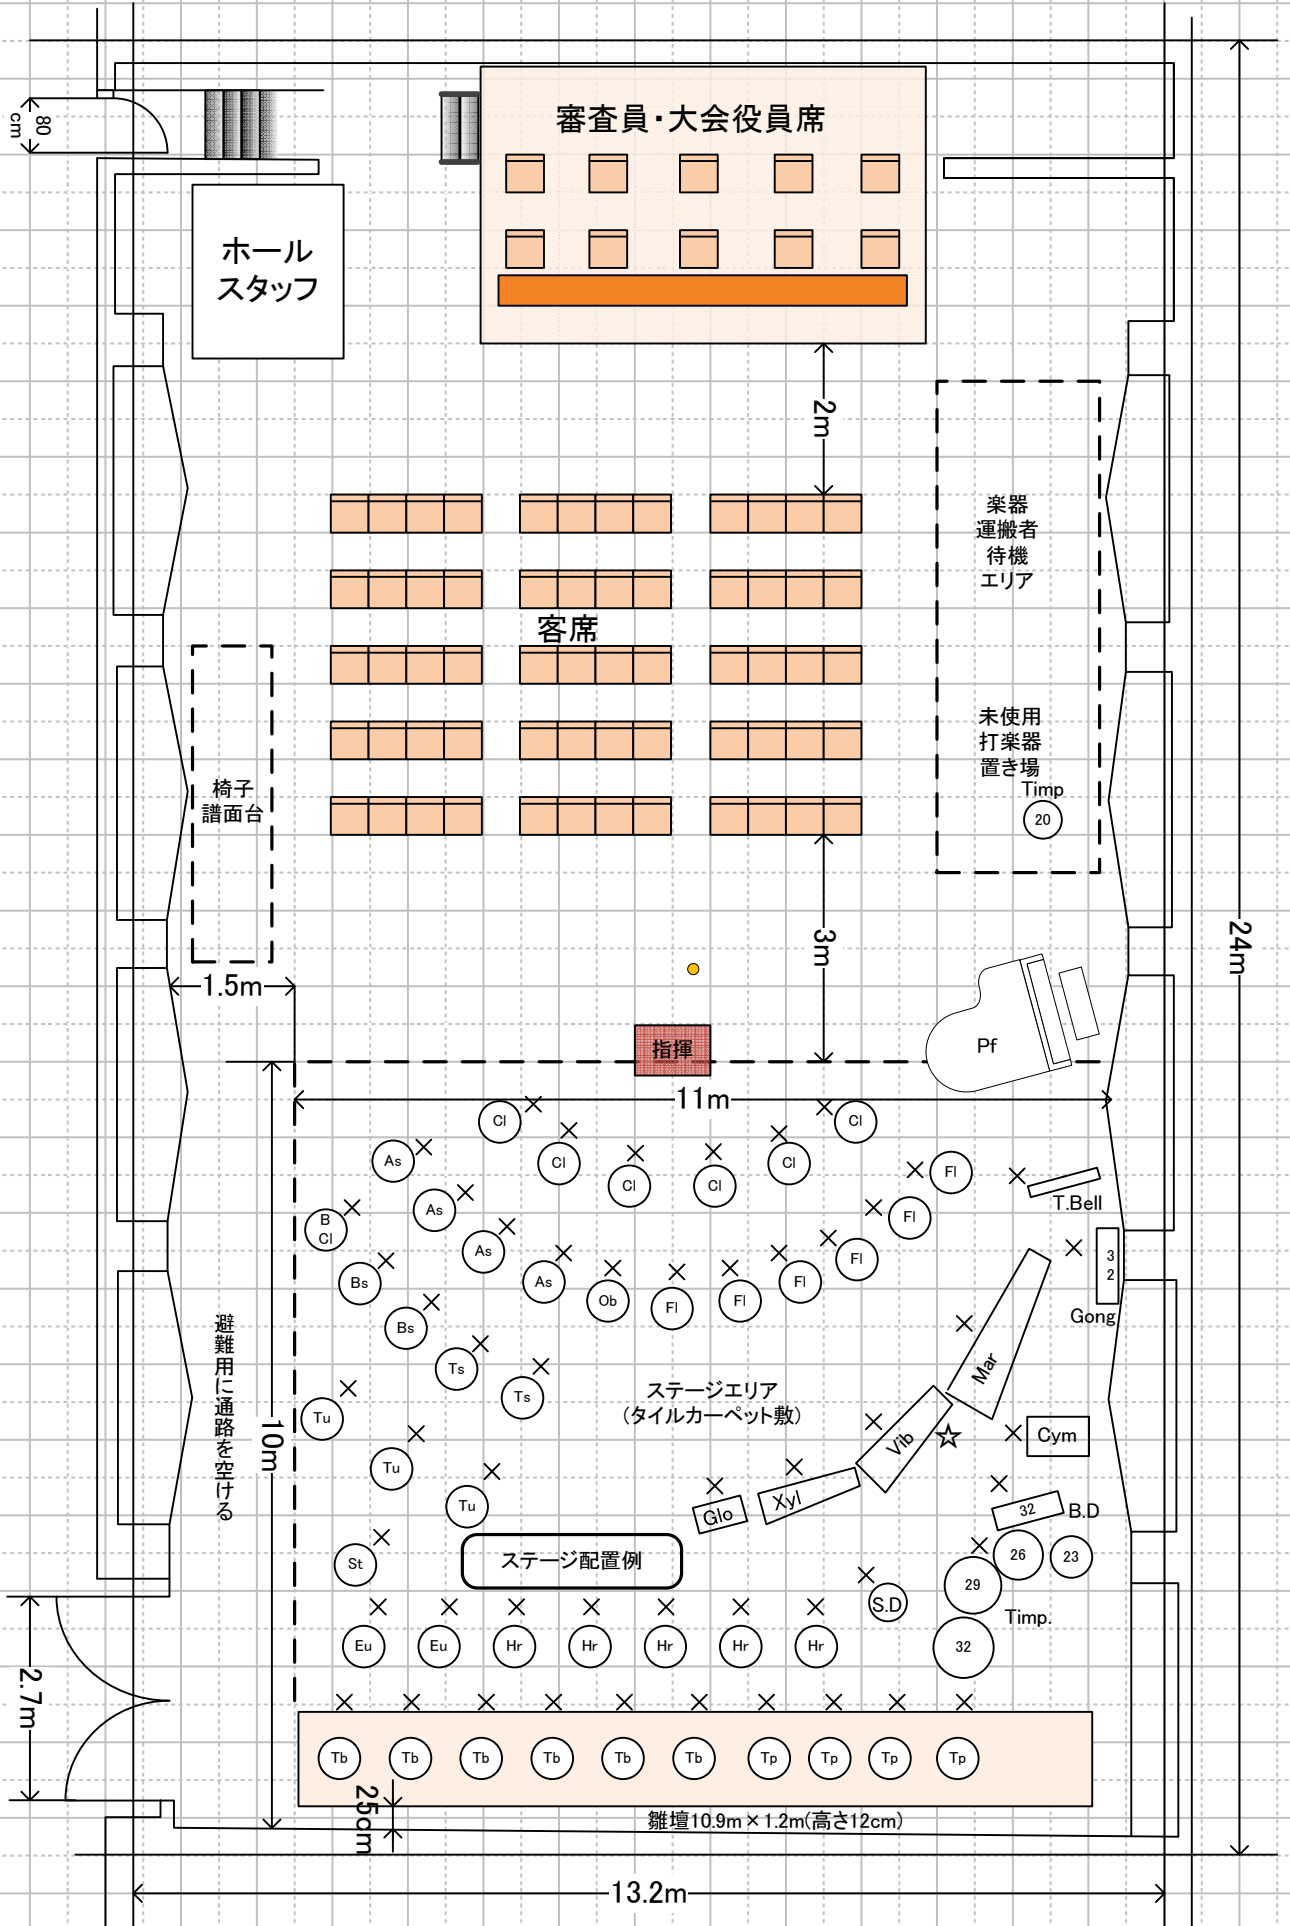 80
cm
審査員・大会役員席
ホール
スタッフ
2m
楽器
運搬者
待機
エリア
客席
未使用
打楽器
置き場
Timp
20
椅子
譜面台
24m
3m
1.5m
指揮
Pf
11m
Cl
Cl
Cl
Cl
Cl
Cl
As
As
As
As
Fl
Fl
Fl
Fl
Fl
Fl
Ob
T.Bell
B
Cl
Bs
Bs
Ts
Ts
3
2
Gong
避難用に通路を空ける
10m
ステージエリア
(タイルカーペット敷)
Mar
Vib
Cym
Tu
Tu
Tu
Glo
Xyl
32
B.D
ステージ配置例
St
26
23
29
S.D
Timp.
32
Eu
Eu
Hr
Hr
Hr
Hr
Hr
2.7m
Tb
Tb
Tb
Tb
Tb
Tb
Tp
Tp
Tp
Tp
25cm
雛壇10.9m×1.2m(高さ12cm)
13.2m